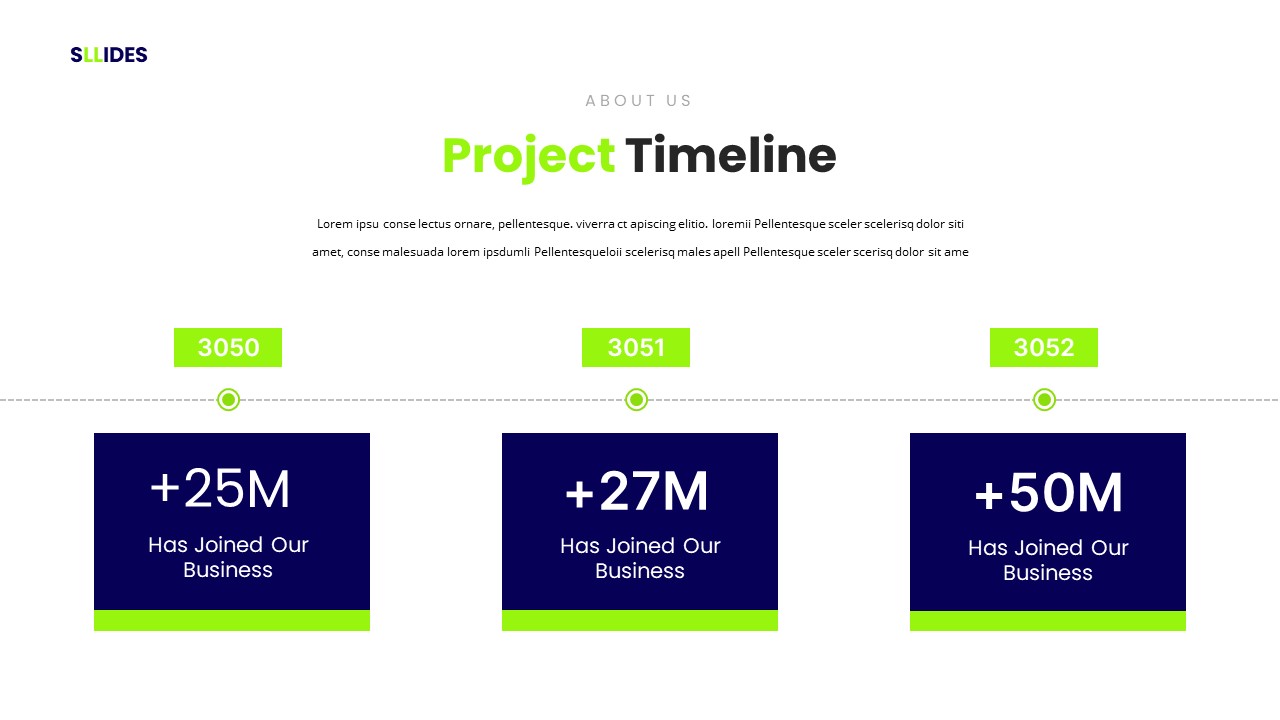 SLLIDES
ABOUT US
Project Timeline
Lorem ipsu conse lectus ornare, pellentesque. viverra ct apiscing elitio. loremii Pellentesque sceler scelerisq dolor siti
amet, conse malesuada lorem ipsdumli Pellentesqueloii scelerisq males apell Pellentesque sceler scerisq dolor sit ame
3050
3051
3052
+25M
Has Joined Our
Business
+27M
Has Joined Our
Business
+50M
Has Joined Our
Business